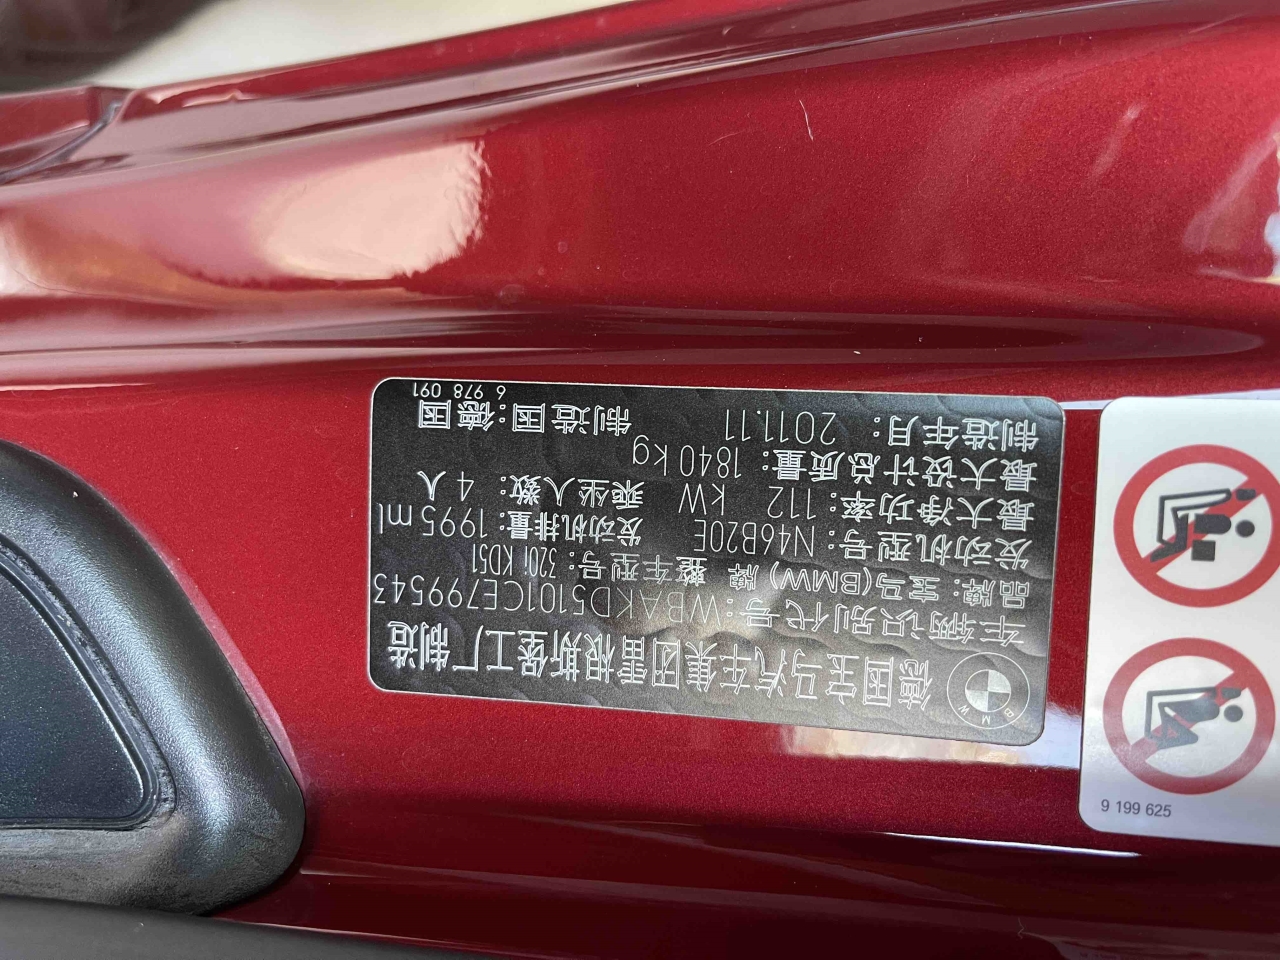 BMW
德国宝马汽车集团雷根斯堡工厂制造
车辆识别代号:WBAKD5101CE799543
品牌: 宝马(BMW) 牌 整车型号: 320i KD51
发动机型号: N46B20E 发动机排量: 1995 ml
最大净功率: 112 kW 乘坐人数: 4 人
最大设计总质量: 1840 kg
制造年月: 2011.11 制造国:德国
6 978 091
9 199 625